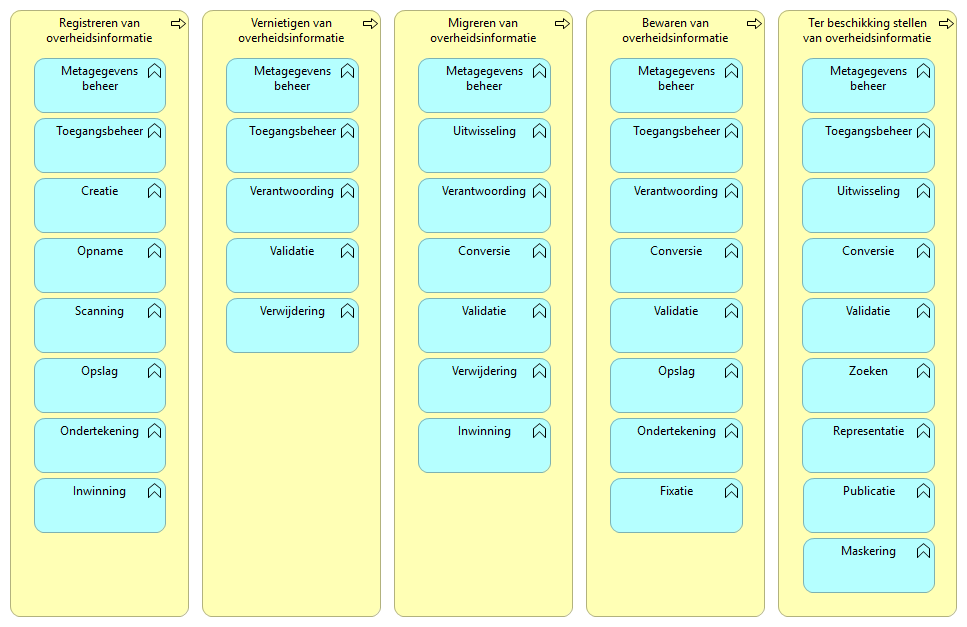 Registreren van
overheidsinformatie
Metagegevens
beheer
Toegangsbeheer
Creatie
Opname
Scanning
Opslag
Ondertekening
Inwinning
Vernietigen van
overheidsinformatie
Metagegevens
beheer
Toegangsbeheer
Verantwoording
Validatie
Verwijdering
Migreren van
overheidsinformatie
Metagegevens
beheer
Uitwisseling
Verantwoording
Conversie
Validatie
Verwijdering
Inwinning
Bewaren van
overheidsinformatie
Metagegevens
beheer
Toegangsbeheer
Verantwoording
Conversie
Validatie
Opslag
Ondertekening
Fixatie
Ter beschikking stellen
van overheidsinformatie
Metagegevens
beheer
Toegangsbeheer
Uitwisseling
Conversie
Validatie
Zoeken
Representatie
Publicatie
Maskering